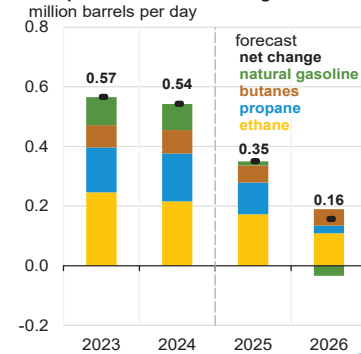 million barrels per day
0.8
0.6
0.4
0.2
0.0
-0.2
forecast
net change
natural gasoline
butanes
propane
ethane
0.57
0.54
0.35
0.16
2023
2024
2025
2026